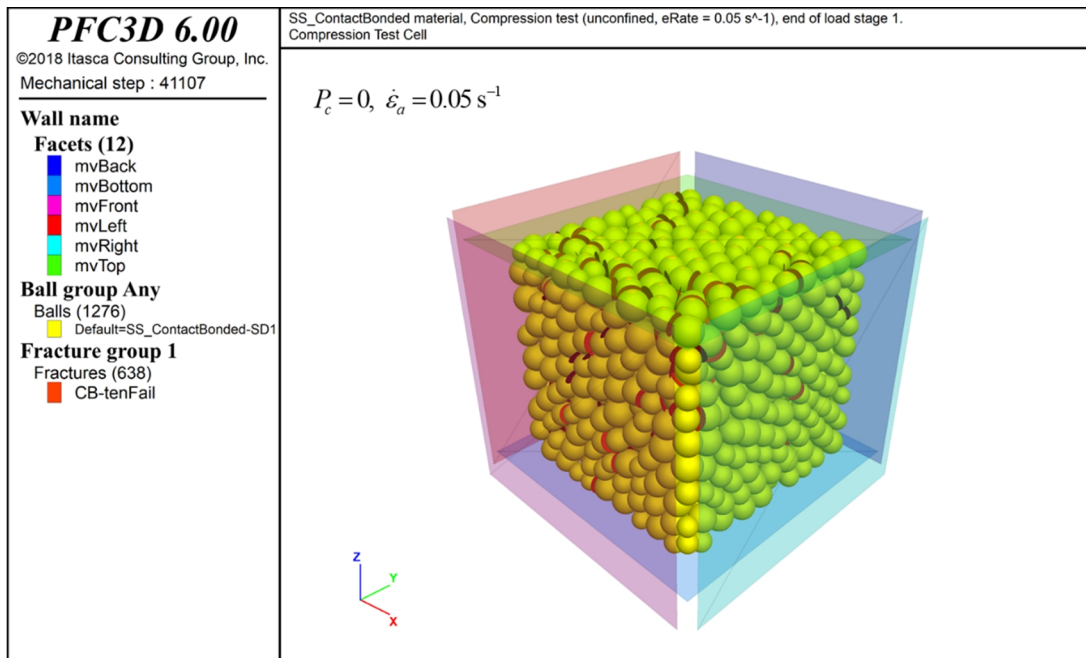 PFC3D 6.00
©2018 Itasca Consulting Group, Inc.
Mechanical step : 41107
Wall name
Facets (12)
mvBack
mvBottom
mvFront
mvLeft
mvRight
mvTop
Ball group Any
Balls (1276)
Default=SS_ContactBonded-SD1
Fracture group 1
Fractures (638)
CB-tenFail
SS_ContactBonded material, Compression test (unconfined, eRate = 0.05 s^-1), end of load stage 1.
Compression Test Cell
P_c = 0, ε̇_a = 0.05 s⁻¹
Z
Y
X